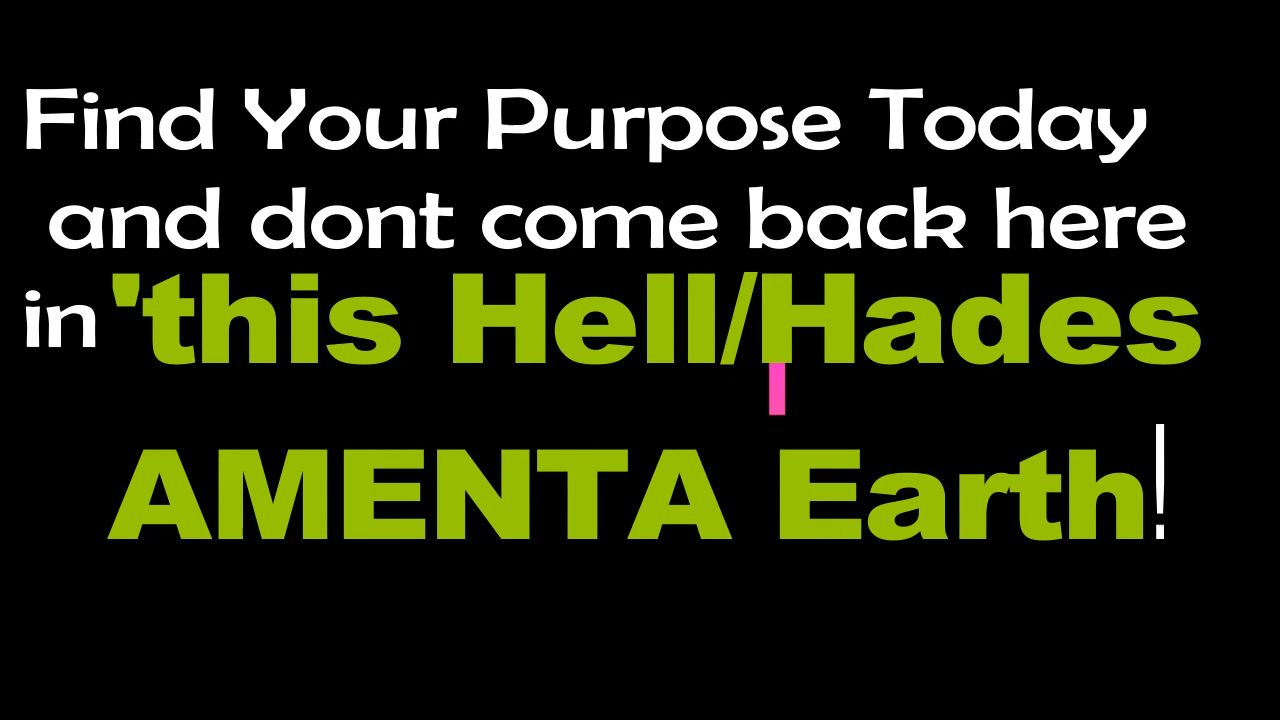 Find Your Purpose Today
and dont come back here
in 'this Hell/Hades
AMENTA Earth!